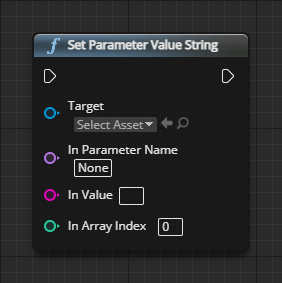 Set Parameter Value String
Target
Select Asset
In Parameter Name
None
In Value
In Array Index 0